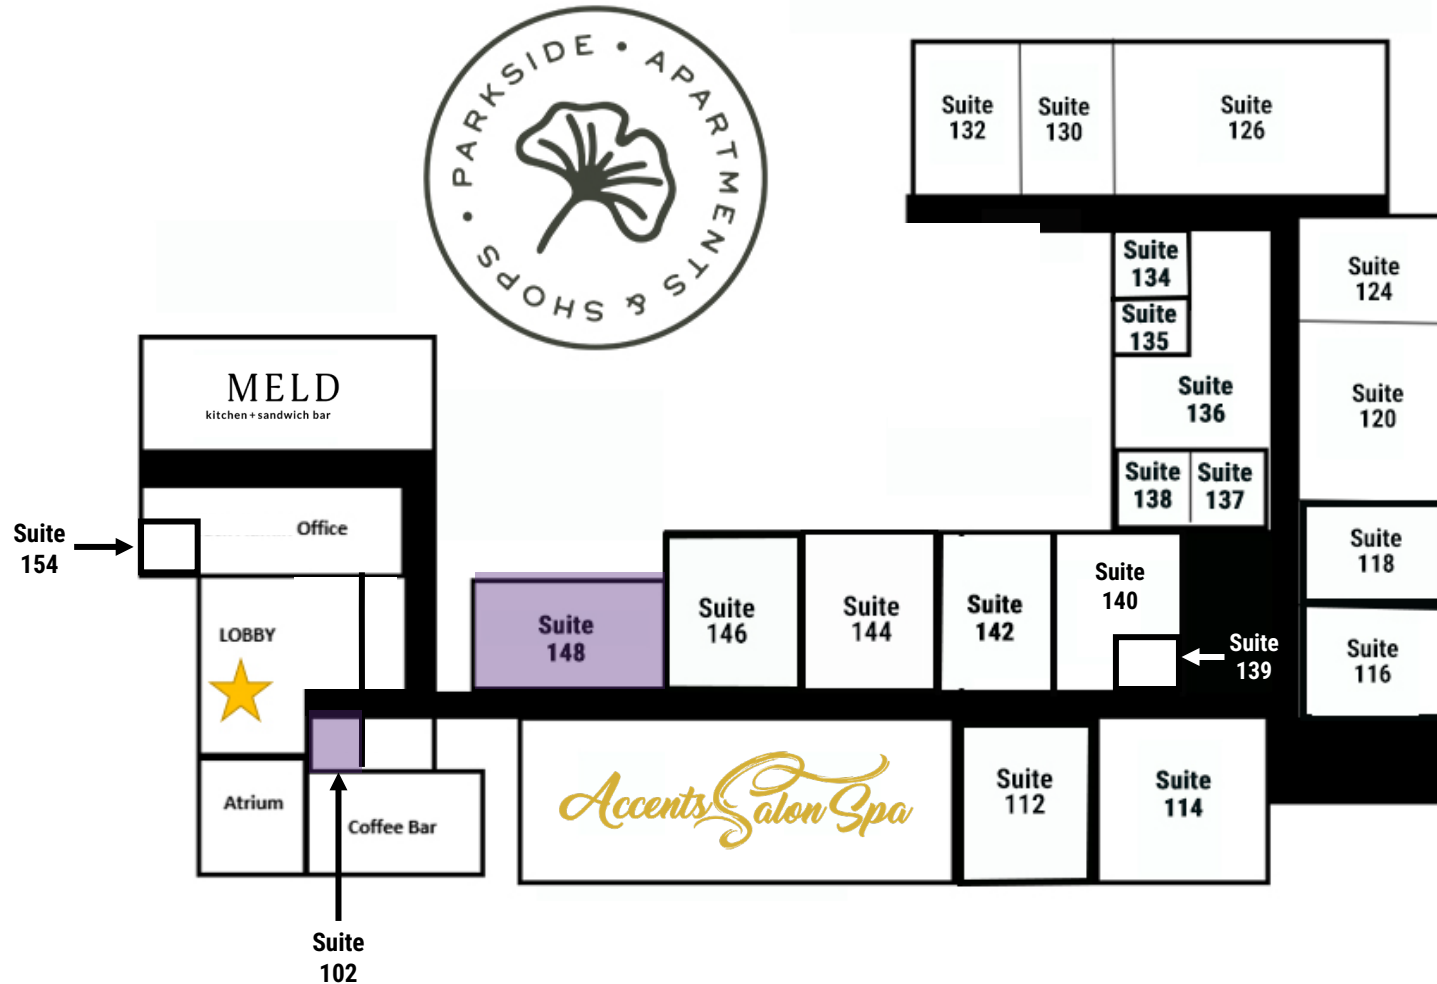 PARKSIDE • APARTMENTS & SHOPS •
Suite
132
Suite
130
Suite
126
Suite
134
Suite
135
Suite
136
Suite
138
Suite
137
Suite
124
Suite
120
Suite
118
Suite
116
MELD
kitchen+sandwich bar
Office
Suite
154
LOBBY
Suite
148
Suite
146
Suite
144
Suite
142
Suite
140
Suite
139
Atrium
Coffee Bar
Accents Salon Spa
Suite
112
Suite
114
Suite
102